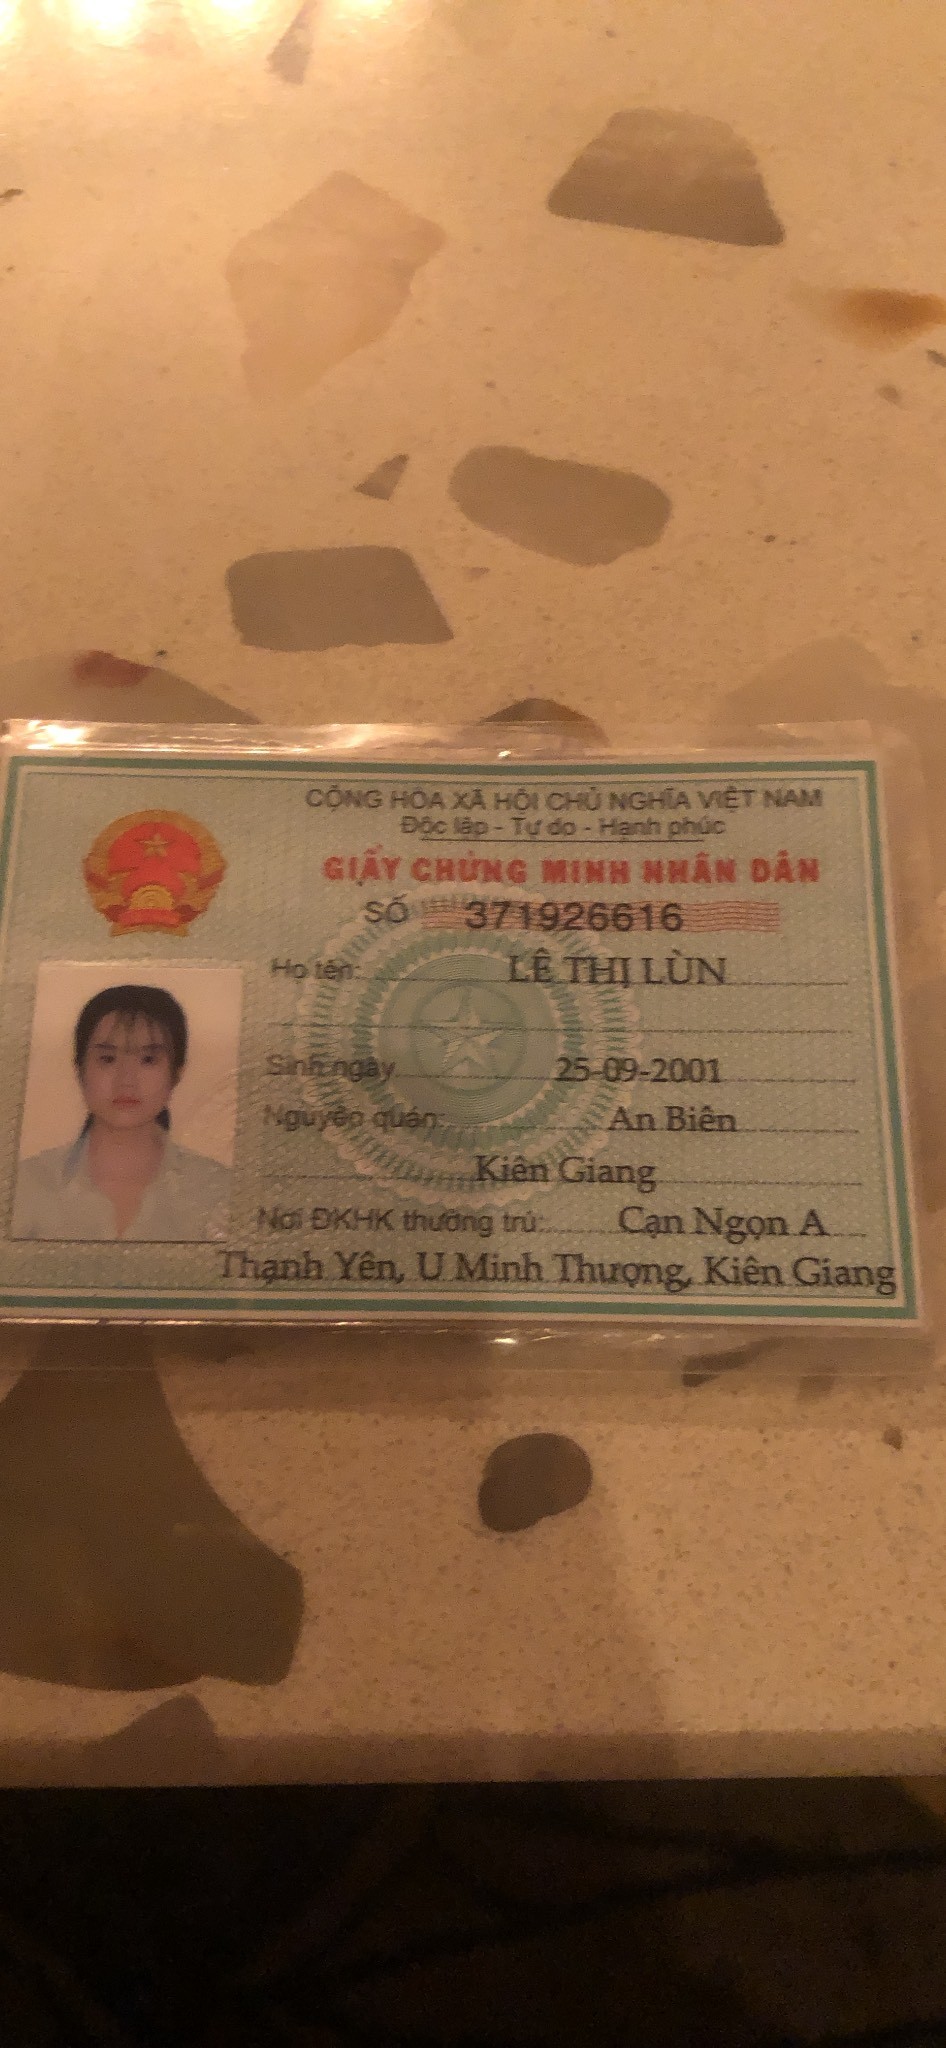 CỘNG HÒA XÃ HỘI CHỦ NGHĨA VIỆT NAM
Độc lập - Tự do - Hạnh phúc
GIẤY CHỨNG MINH NHÂN DÂN
SỐ 371926616
Họ tên: LÊ THỊ LÙN
Sinh ngày 25-09-2001
Nguyên quán: An Biên
Kiên Giang
Nơi ĐKHK thường trú: Cạn Ngọn A
Thạnh Yên, U Minh Thượng, Kiên Giang